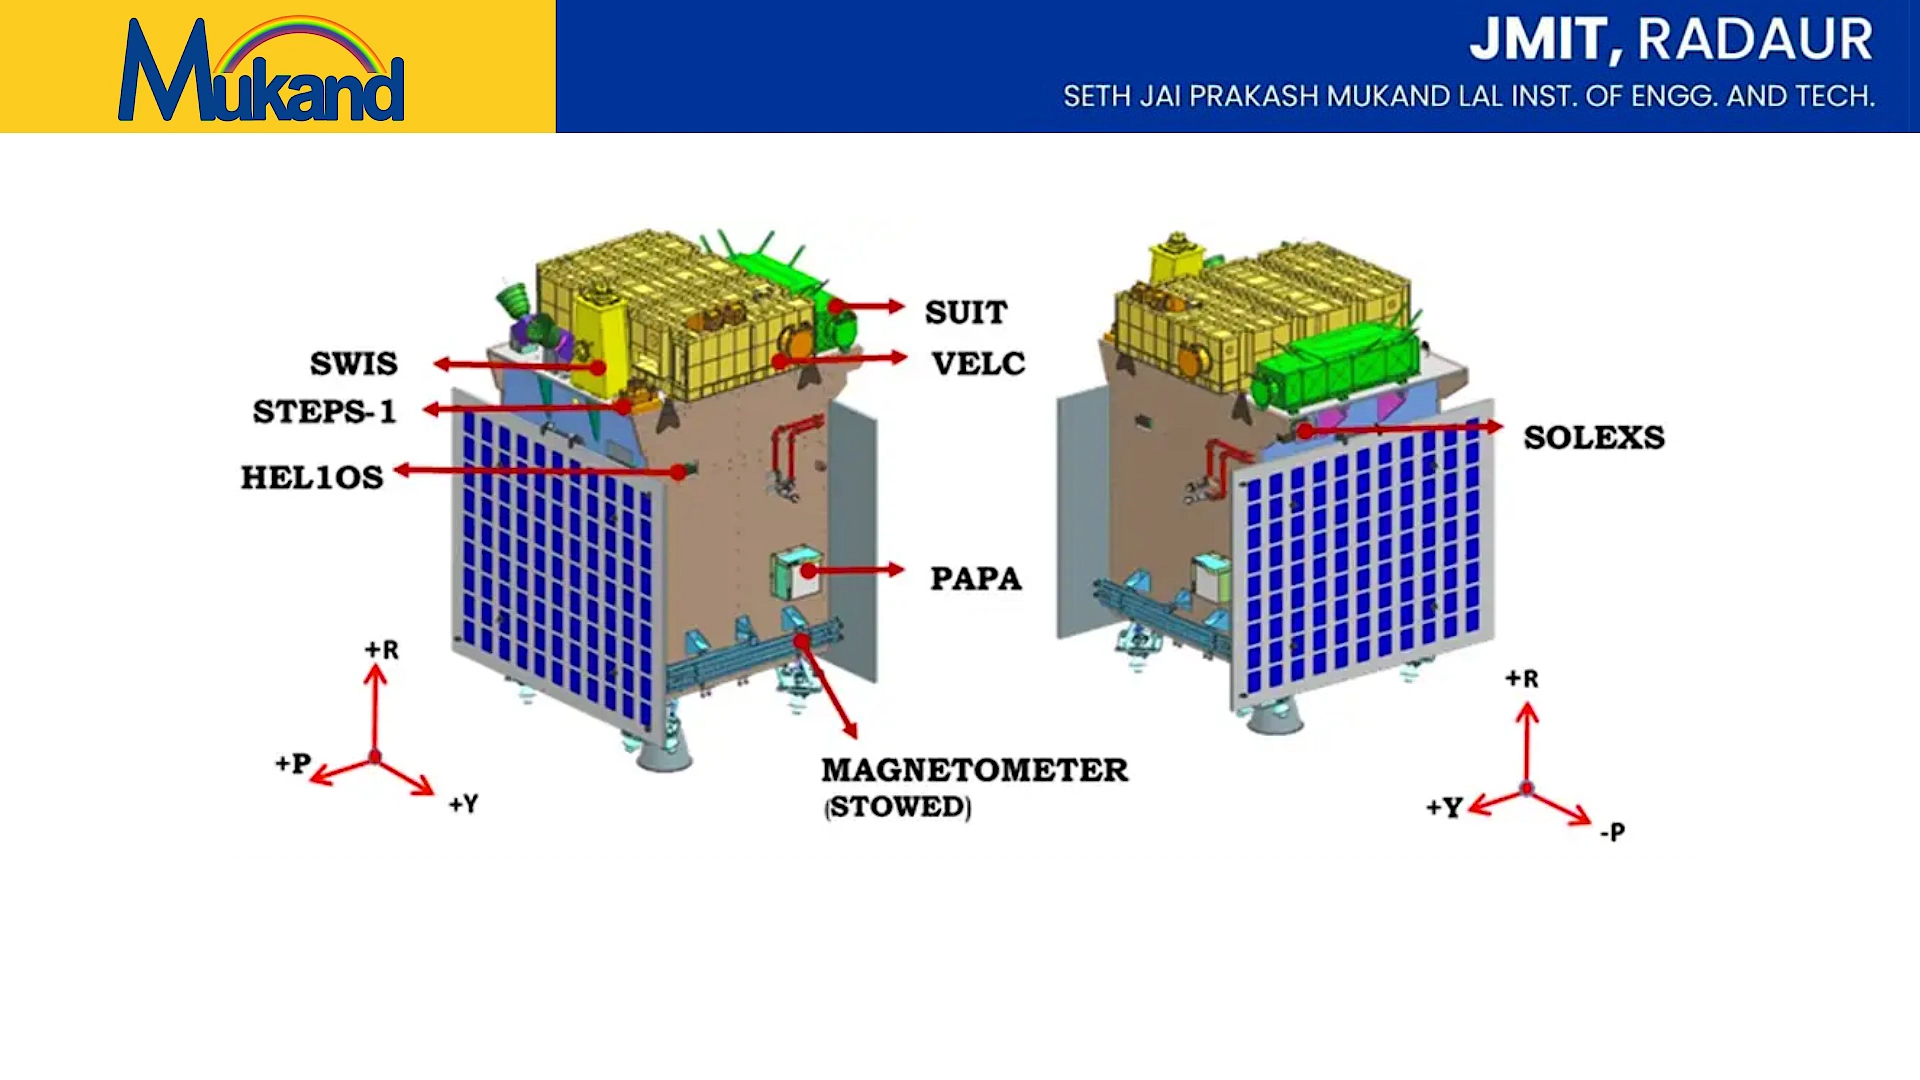 Mukand
JMIT, RADAUR
SETH JAI PRAKASH MUKAND LAL INST. OF ENGG. AND TECH.
SUIT
SWIS
VELC
STEPS-1
SOLEXS
HEL1OS
PAPA
+R
+P
+Y
MAGNETOMETER
(STOWED)
+R
+Y
-P